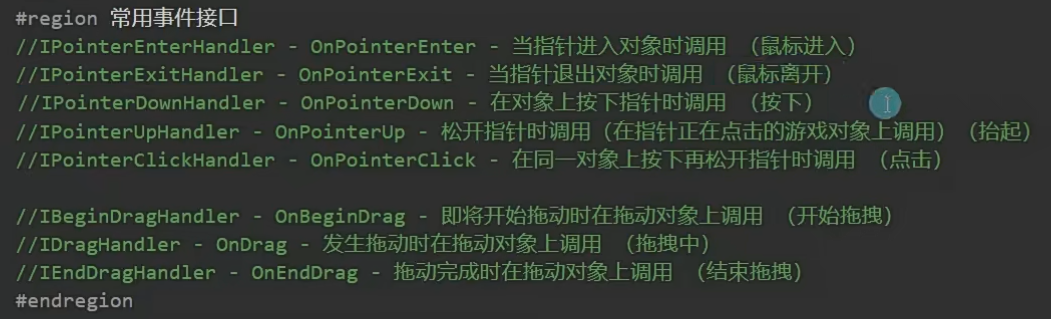 #region 常用事件接口
//IPointerEnterHandler - OnPointerEnter - 当指针进入对象时调用 （鼠标进入）
//IPointerExitHandler - OnPointerExit - 当指针退出对象时调用 （鼠标离开）
//IPointerDownHandler - OnPointerDown - 在对象上按下指针时调用 （按下）
//IPointerUpHandler - OnPointerUp - 松开指针时调用（在指针正在点击的游戏对象上调用）（抬起）
//IPointerClickHandler - OnPointerClick - 在同一对象上按下再松开指针时调用 （点击）
//IBeginDragHandler - OnBeginDrag - 即将开始拖动时在拖动对象上调用 （开始拖拽）
//IDragHandler - OnDrag - 发生拖动时在拖动对象上调用 （拖拽中）
//IEndDragHandler - OnEndDrag - 拖动完成时在拖动对象上调用 （结束拖拽）
#endregion